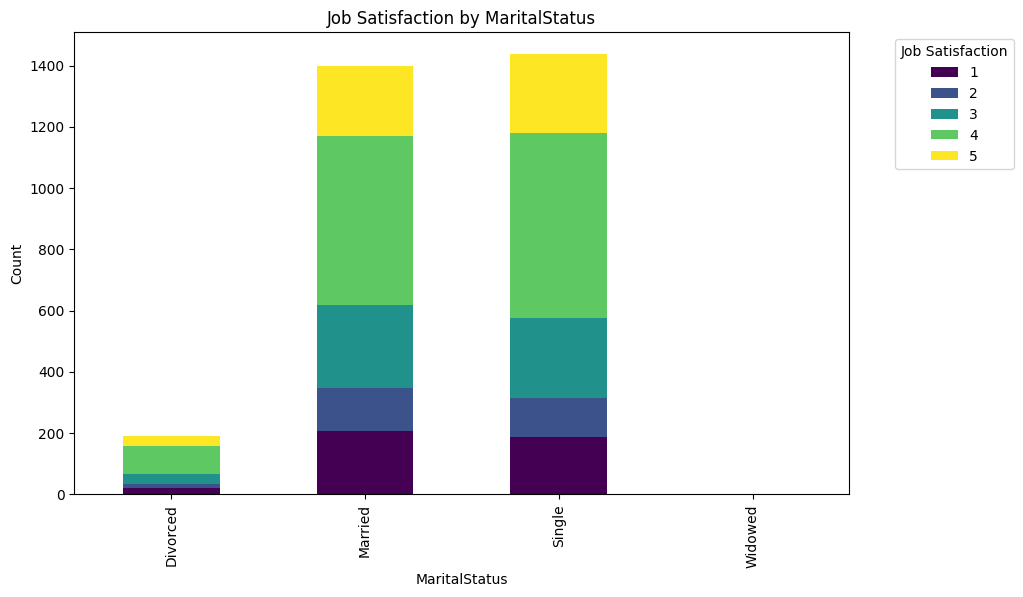 Job Satisfaction by MaritalStatus
Job Satisfaction
1
2
3
4
5
Count
1400
1200
1000
800
600
400
200
0
Divorced
Married
Single
Widowed
MaritalStatus